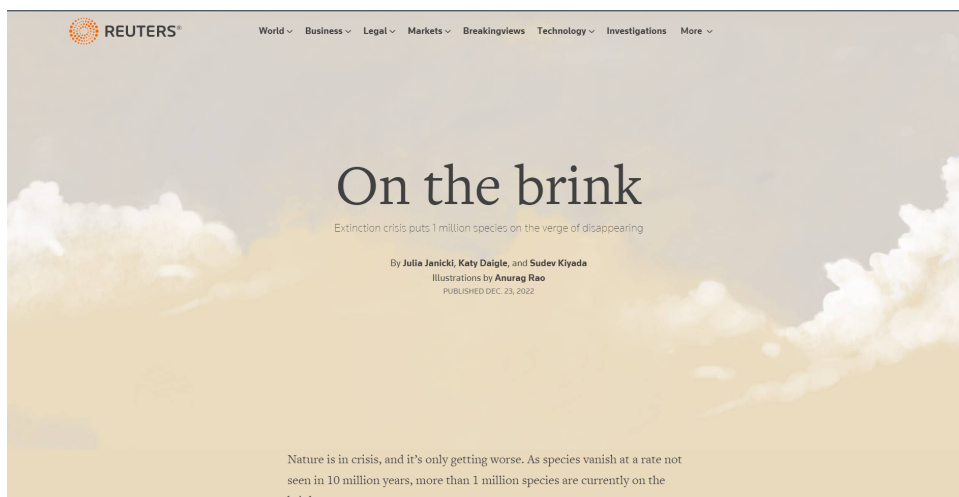 REUTERS®
World Business Legal Markets Breakingviews Technology Investigations More
On the brink
Extinction crisis puts 1 million species on the verge of disappearing
By Julia Janicki, Katy Daigle, and Sudev Kiyada
Illustrations by Anurag Rao
PUBLISHED DEC. 23, 2022
Nature is in crisis, and it’s only getting worse. As species vanish at a rate not
seen in 10 million years, more than 1 million species are currently on the